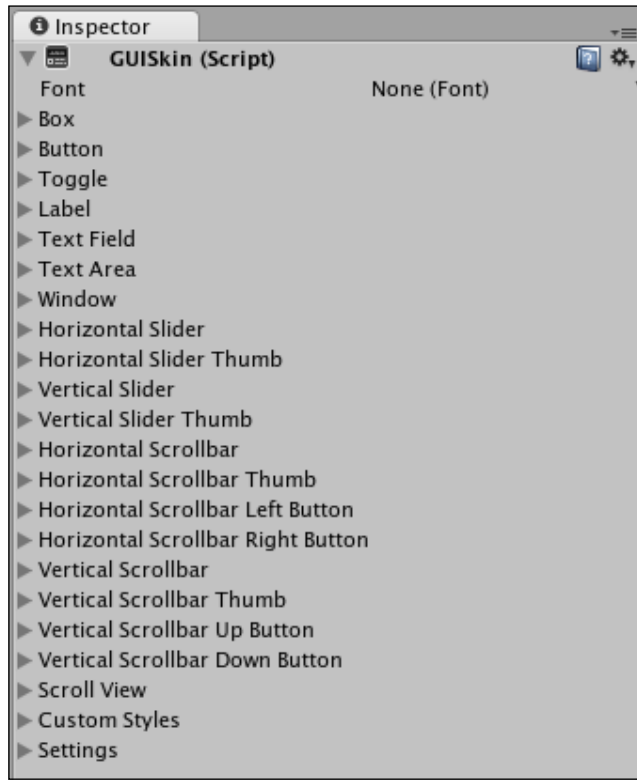 Inspector
GUISkin (Script)
Font None (Font)
Box
Button
Toggle
Label
Text Field
Text Area
Window
Horizontal Slider
Horizontal Slider Thumb
Vertical Slider
Vertical Slider Thumb
Horizontal Scrollbar
Horizontal Scrollbar Thumb
Horizontal Scrollbar Left Button
Horizontal Scrollbar Right Button
Vertical Scrollbar
Vertical Scrollbar Thumb
Vertical Scrollbar Up Button
Vertical Scrollbar Down Button
Scroll View
Custom Styles
Settings